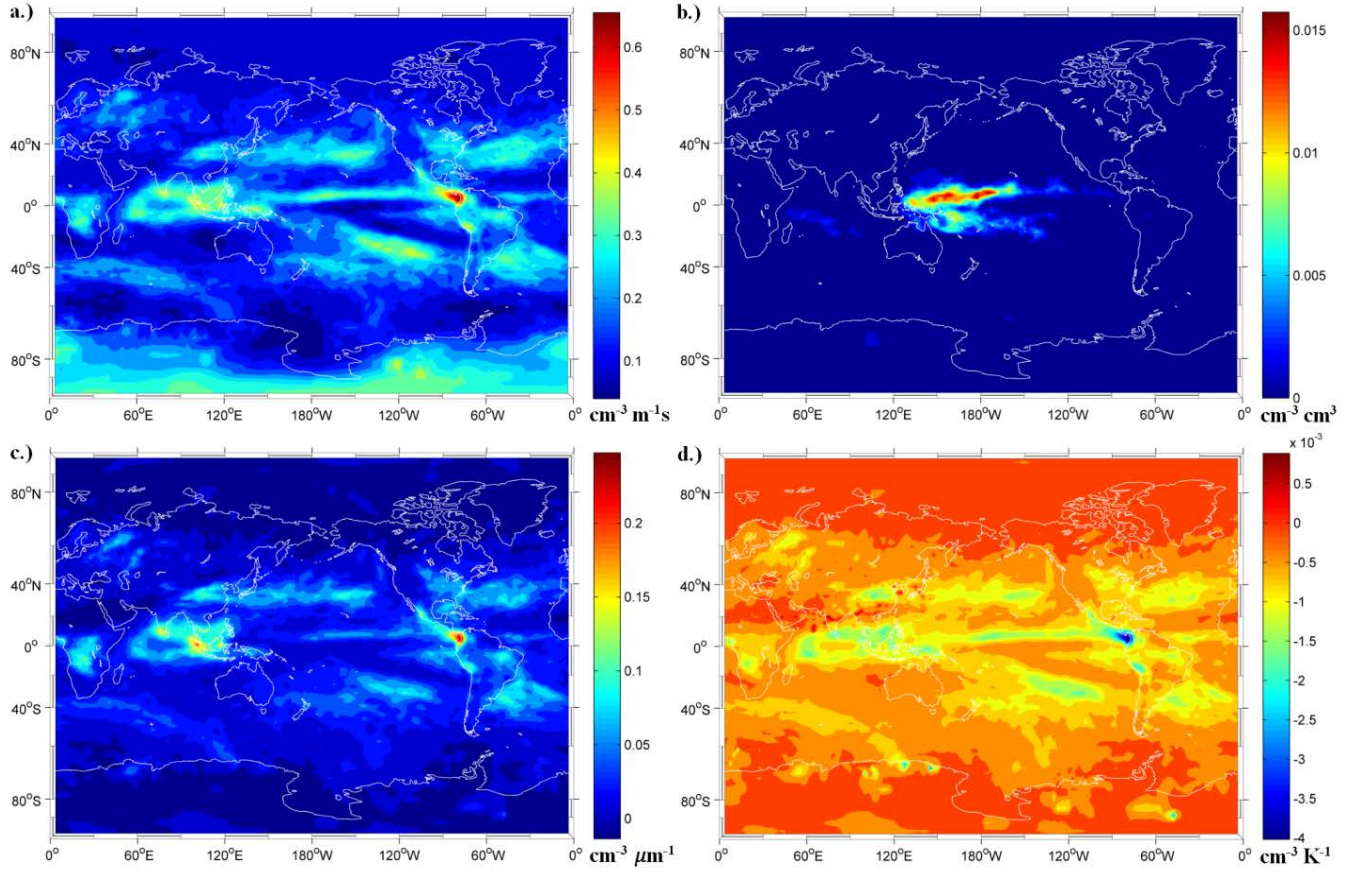 a.)
80°N
40°N
0°
40°S
80°S
0°
60°E
120°E
180°W
120°W
60°W
0°
0.6
0.5
0.4
0.3
0.2
0.1
cm⁻³ m⁻¹s
b.)
80°N
40°N
0°
40°S
80°S
0°
60°E
120°E
180°W
120°W
60°W
0°
0.015
0.01
0.005
0
cm⁻³ cm³
c.)
80°N
40°N
0°
40°S
80°S
0°
60°E
120°E
180°W
120°W
60°W
0°
0.2
0.15
0.1
0.05
0
cm⁻³ μm⁻¹
d.)
80°N
40°N
0°
40°S
80°S
0°
60°E
120°E
180°W
120°W
60°W
0°
x 10⁻³
0.5
0
-0.5
-1
-1.5
-2
-2.5
-3
-3.5
-4
cm⁻³ K⁻¹